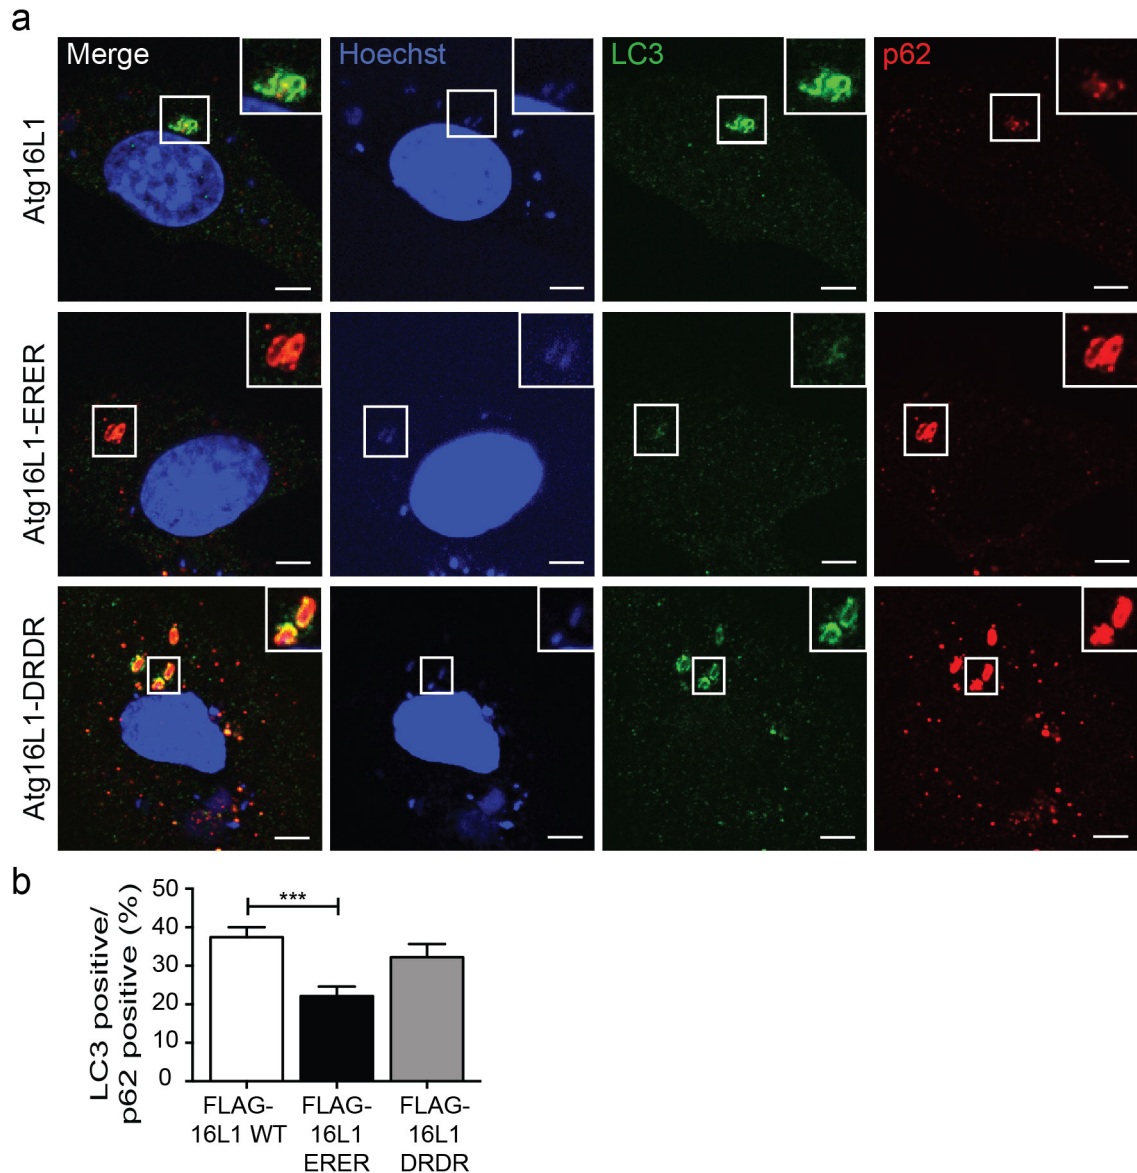 a
Merge
Hoechst
LC3
p62
Atg16L1
Atg16L1-ERER
Atg16L1-DRDR
b
LC3 positive/
p62 positive (%)
50
40
30
20
10
0
***
FLAG-
16L1 WT
FLAG-
16L1
ERER
FLAG-
16L1
DRDR